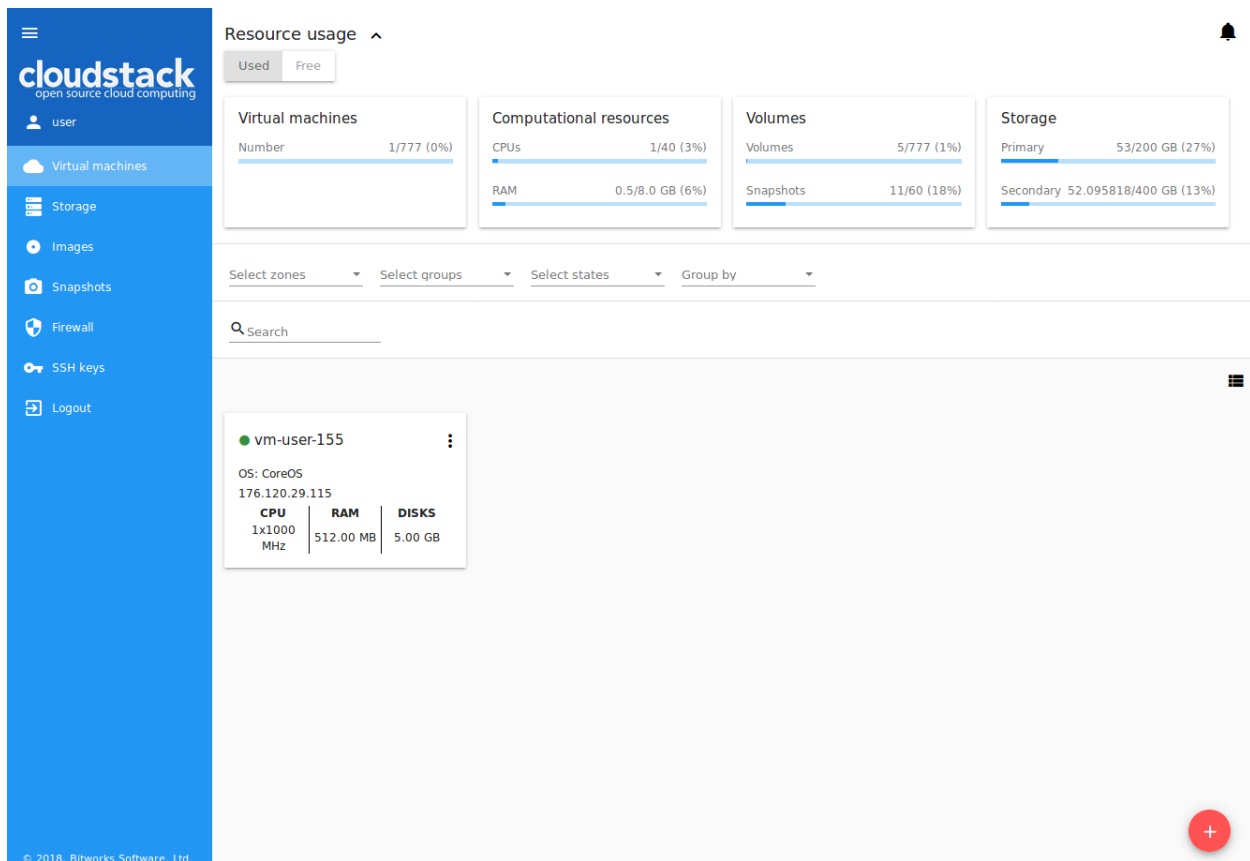 Resource usage
Used Free
cloudstack
open source cloud computing
user
Virtual machines
Storage
Images
Snapshots
Firewall
SSH keys
Logout
© 2018, Bitworks Software, Ltd.
Virtual machines
Number 1/777 (0%)
Computational resources
CPUs 1/40 (3%)
RAM 0.5/8.0 GB (6%)
Volumes
Volumes 5/777 (1%)
Snapshots 11/60 (18%)
Storage
Primary 53/200 GB (27%)
Secondary 52.095818/400 GB (13%)
Select zones Select groups Select states Group by
Search
vm-user-155
OS: CoreOS
176.120.29.115
CPU RAM DISKS
1x1000 MHz 512.00 MB 5.00 GB